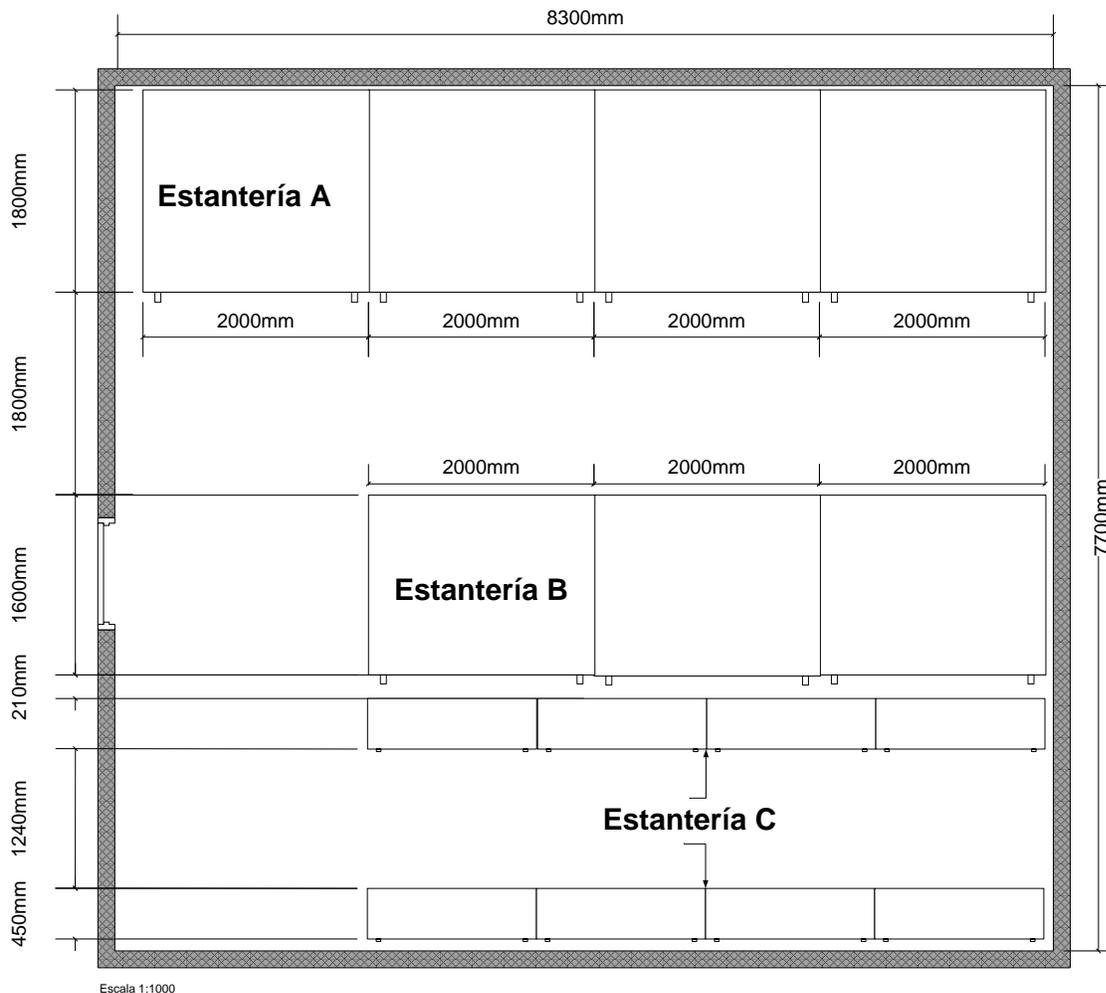 8300mm
1800mm
Estantería A
2000mm 2000mm 2000mm 2000mm
1800mm
2000mm 2000mm 2000mm
7700mm
1600mm
Estantería B
210mm
1240mm
Estantería C
450mm
Escala 1:1000